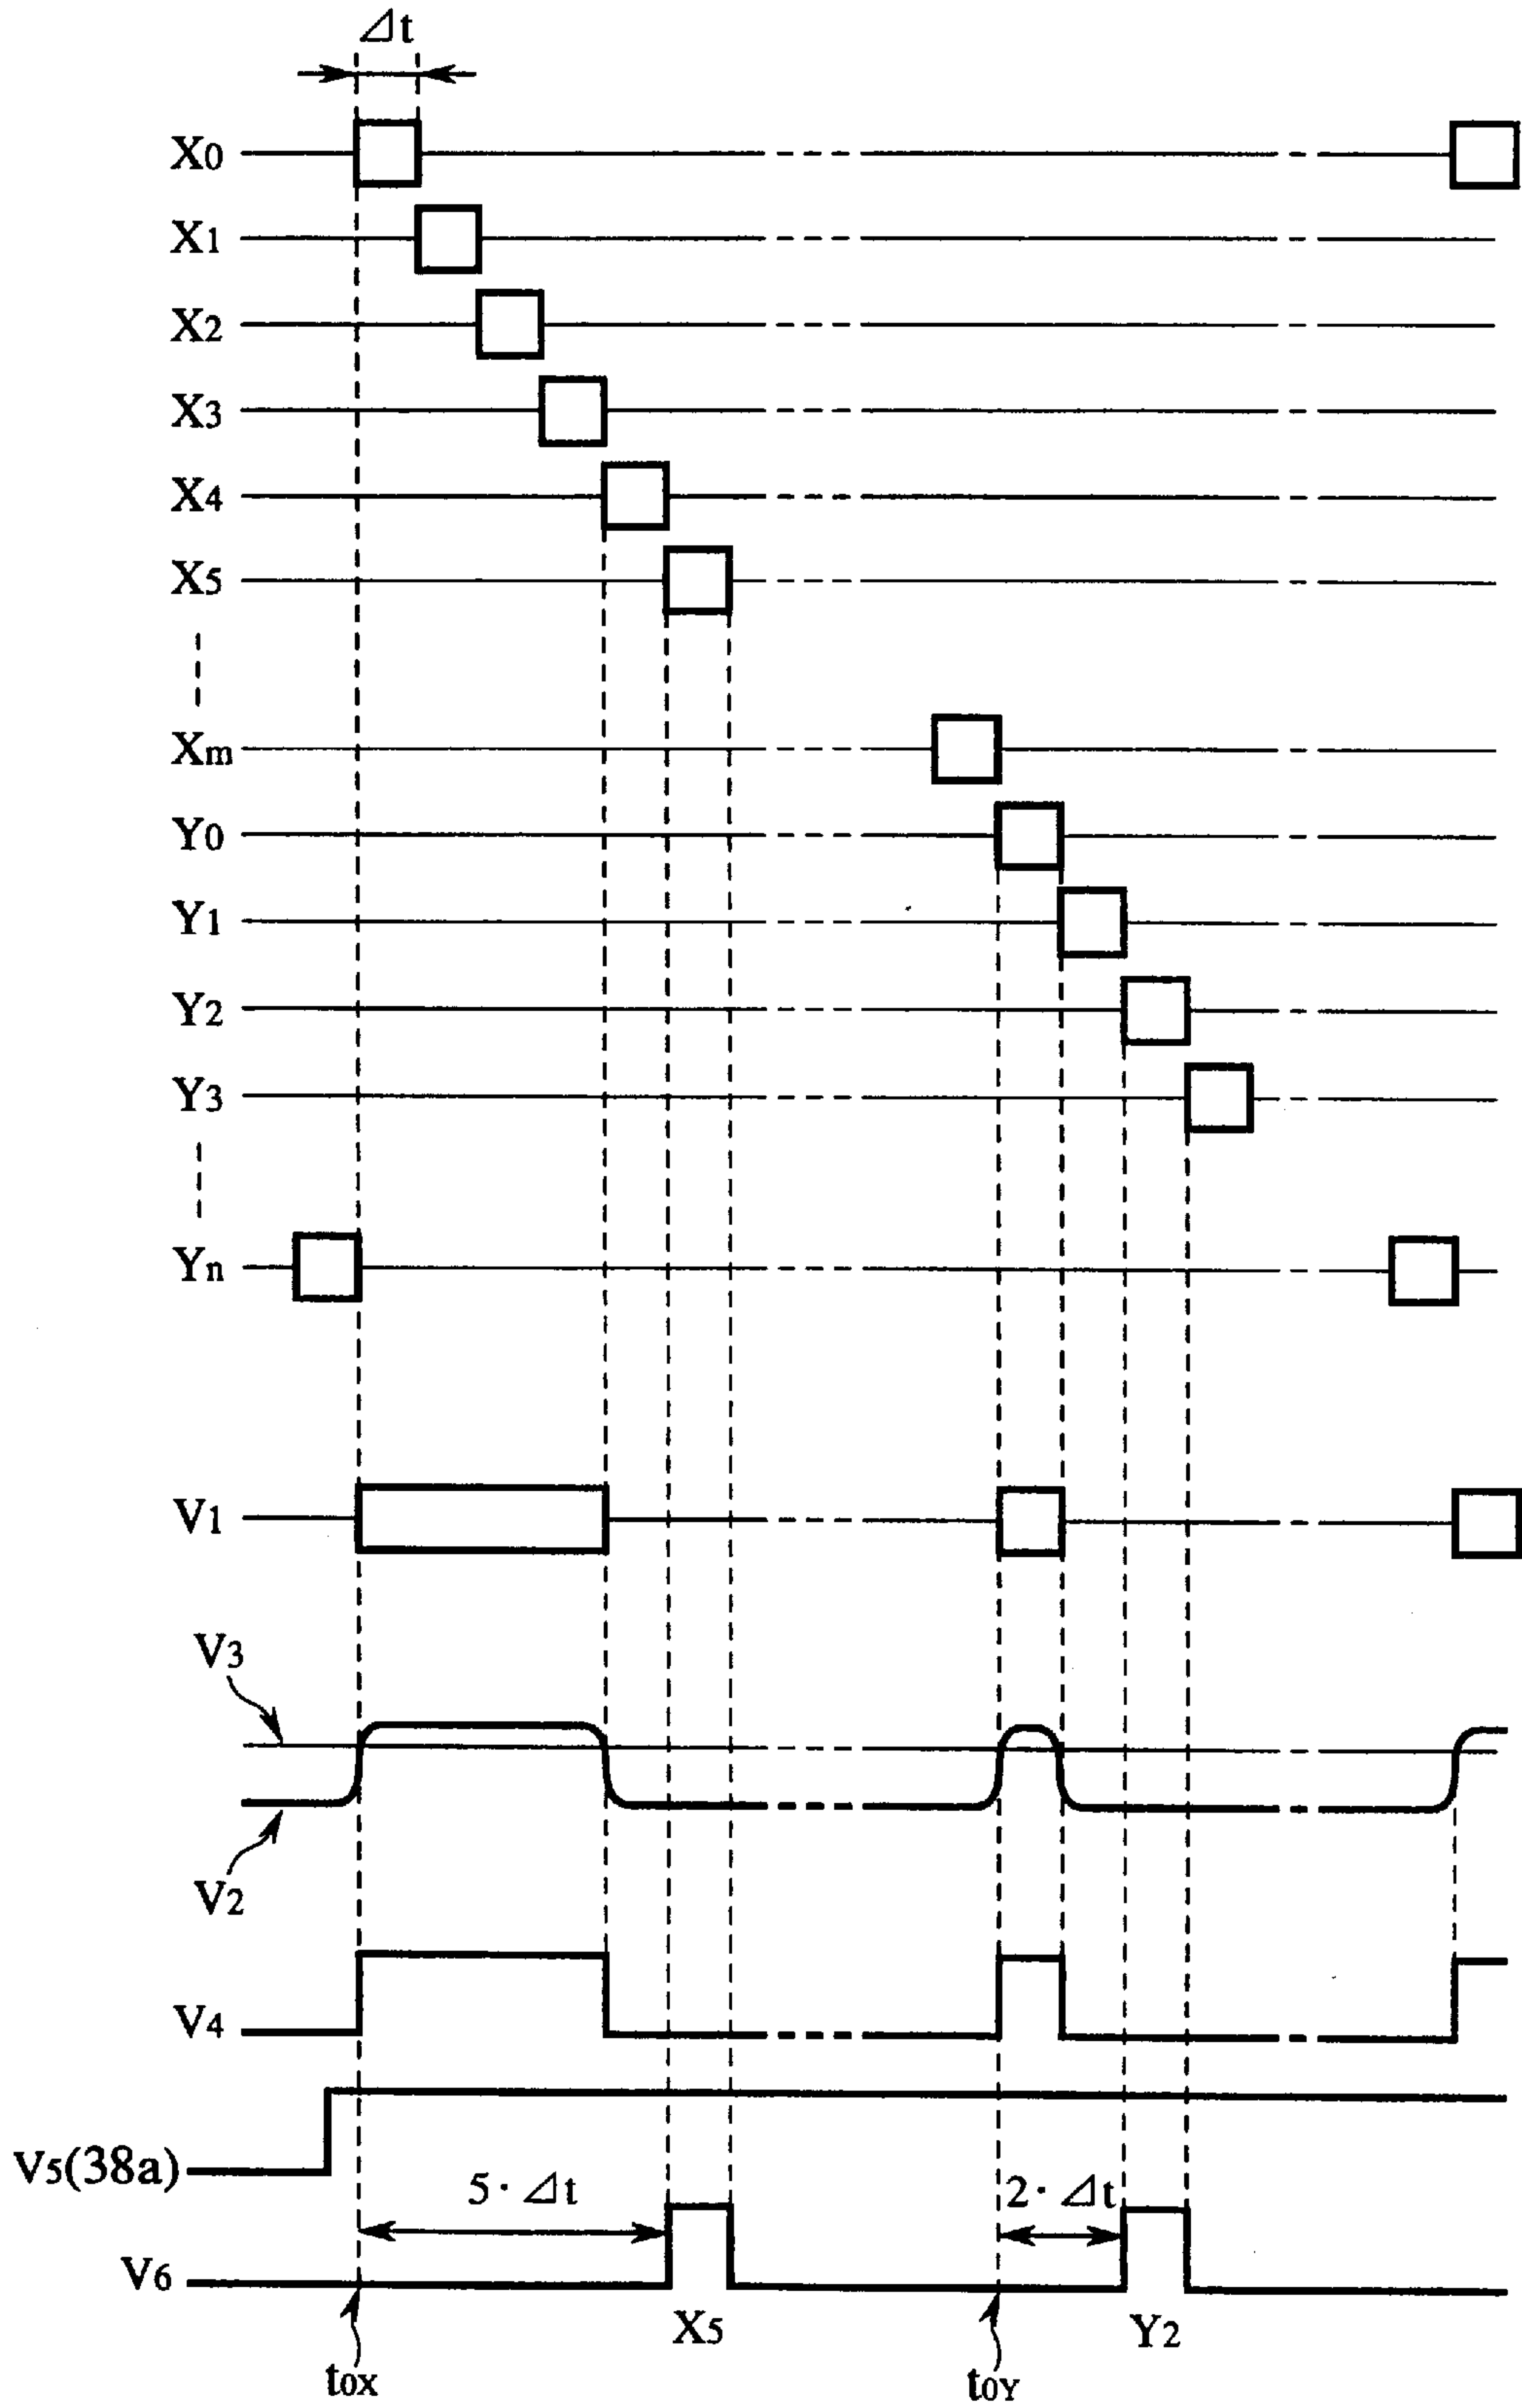 ⊿t
X0
X1
X2
X3
X4
X5
Xm
Y0
Y1
Y2
Y3
Yn
V1
V3
V2
V4
V5(38a)
5·⊿t
2·⊿t
V6
X5
Y2
t0X
t0Y